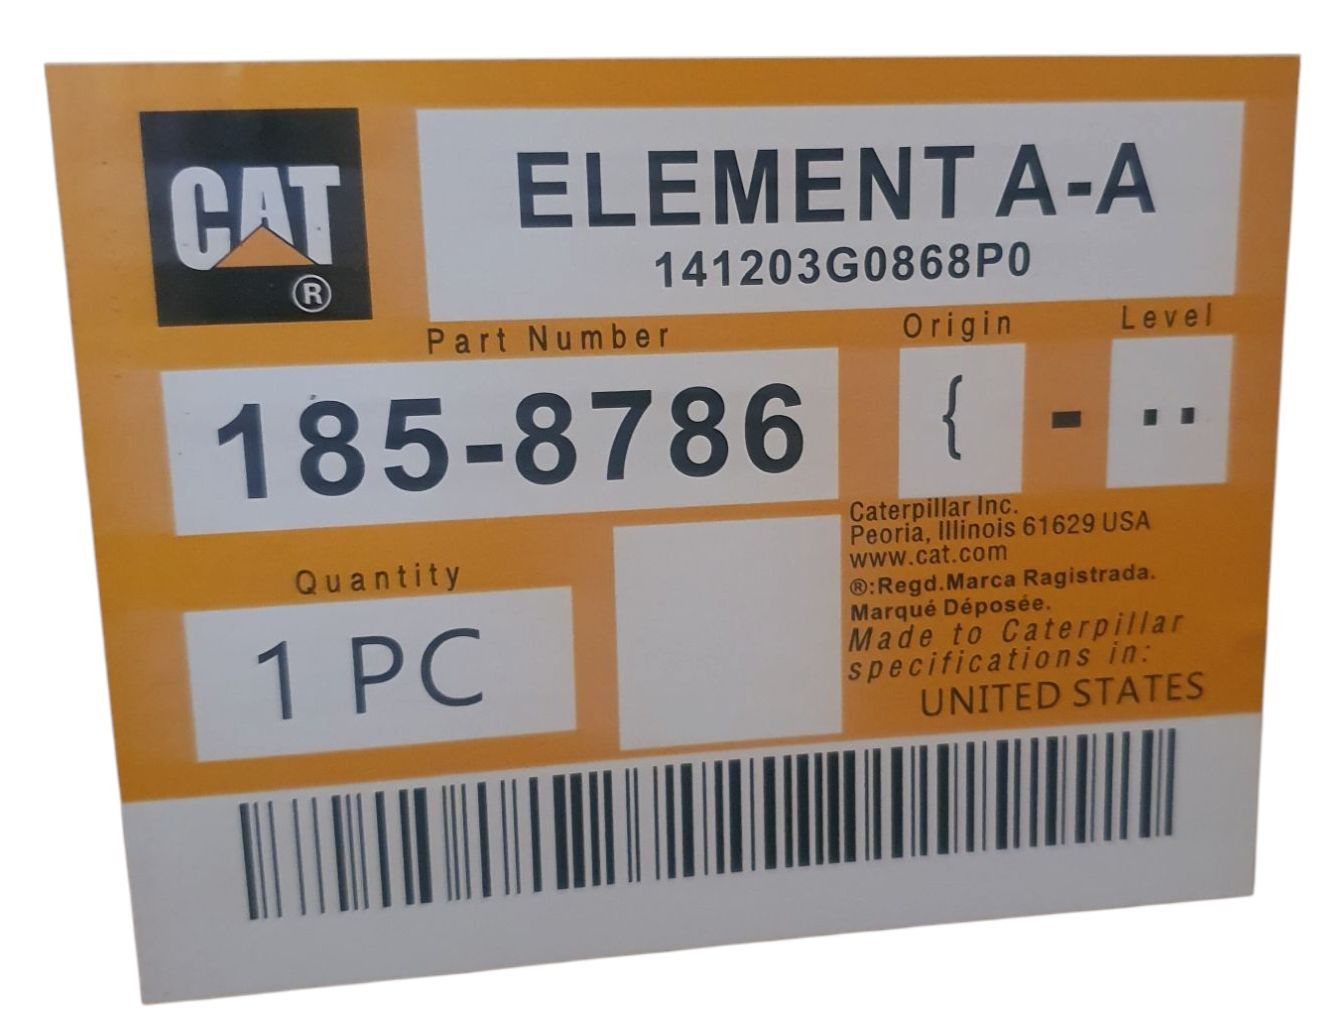 CAT
®
ELEMENT A-A
141203G0868P0
Part Number
Origin
Level
185-8786
{
-
··
Quantity
1 PC
Caterpillar Inc.
Peoria, Illinois 61629 USA
www.cat.com
®:Regd.Marca Ragistrada.
Marqué Déposée.
Made to Caterpillar
specifications in:
UNITED STATES